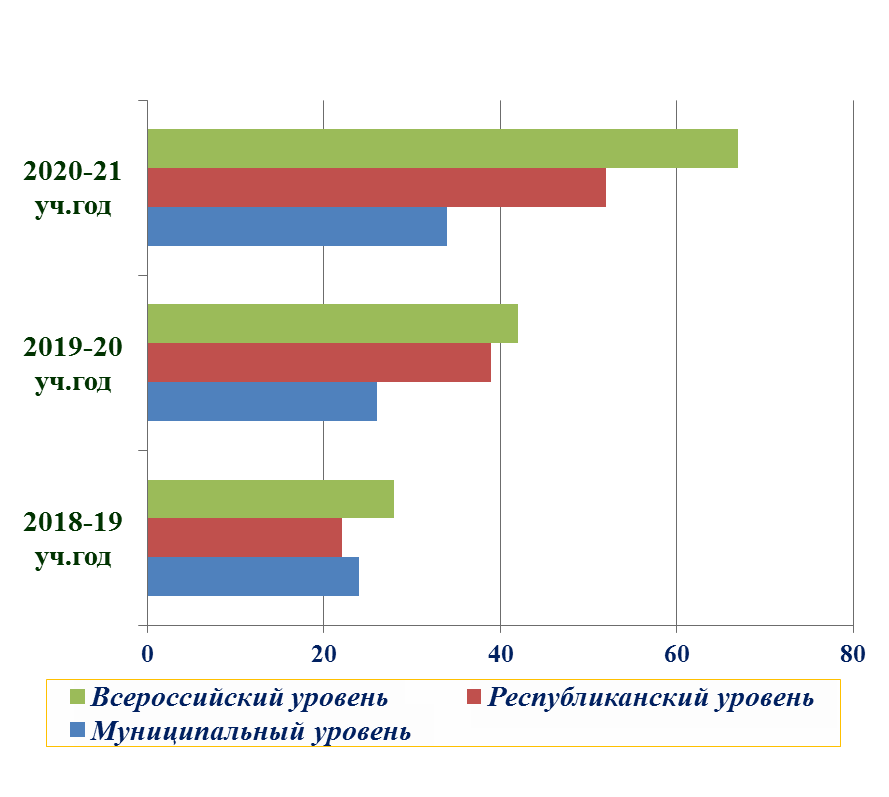 2020-21
уч.год
2019-20
уч.год
2018-19
уч.год
0 20 40 60 80
Всероссийский уровень Республиканский уровень
Муниципальный уровень